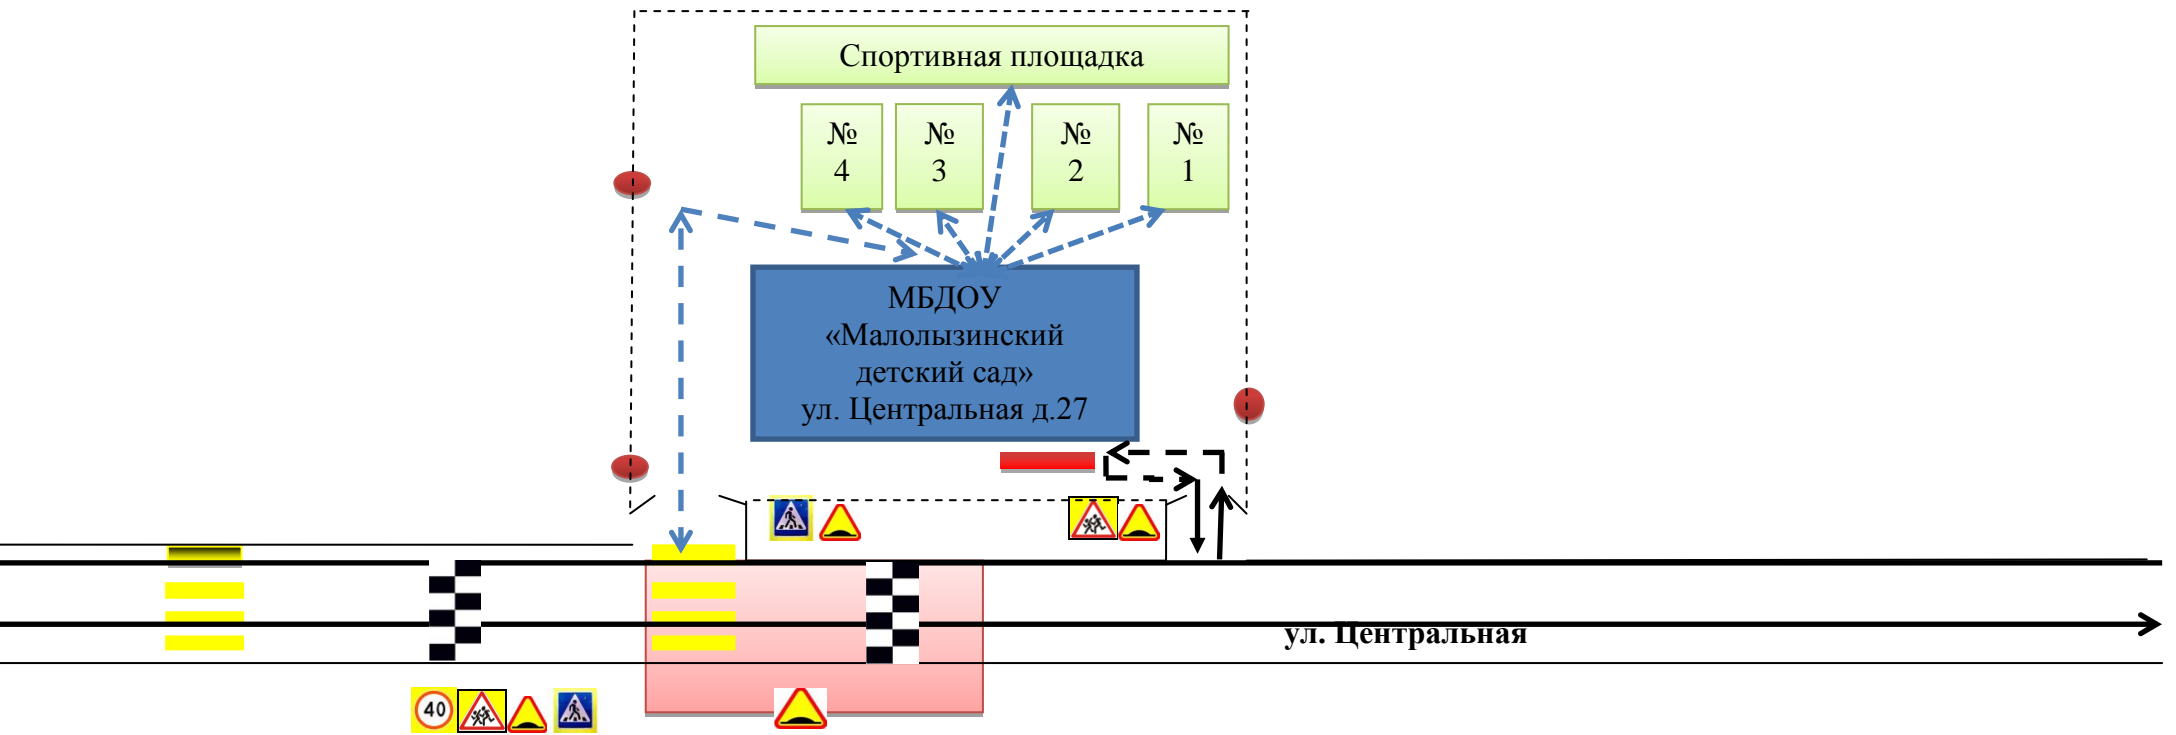 Спортивная площадка
№
4
№
3
№
2
№
1
МБДОУ
«Малолызинский
детский сад»
ул. Центральная д.27
ул. Центральная
40